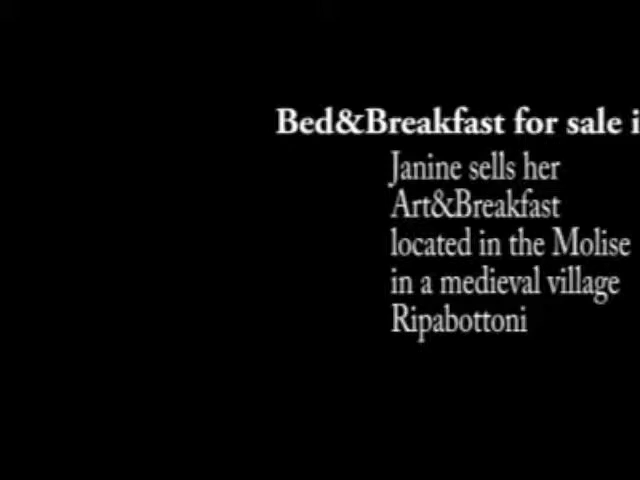 Bed&Breakfast for sale i
Janine sells her
Art&Breakfast
located in the Molise
in a medieval village
Ripabottoni